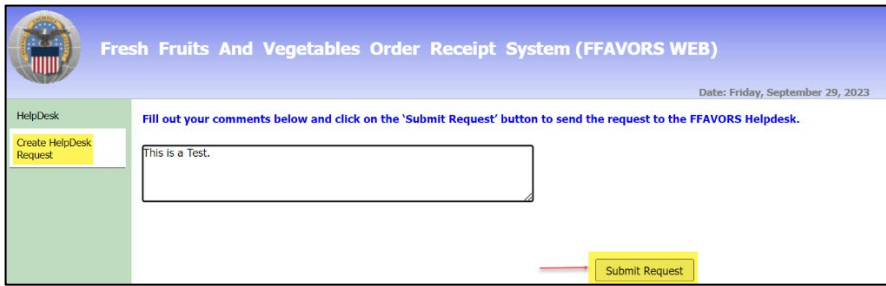 Fresh Fruits And Vegetables Order Receipt System (FFAVORS WEB)
Date: Friday, September 29, 2023
HelpDesk
Create HelpDesk
Request
Fill out your comments below and click on the ‘Submit Request’ button to send the request to the FFAVORS Helpdesk.
This is a Test.
Submit Request